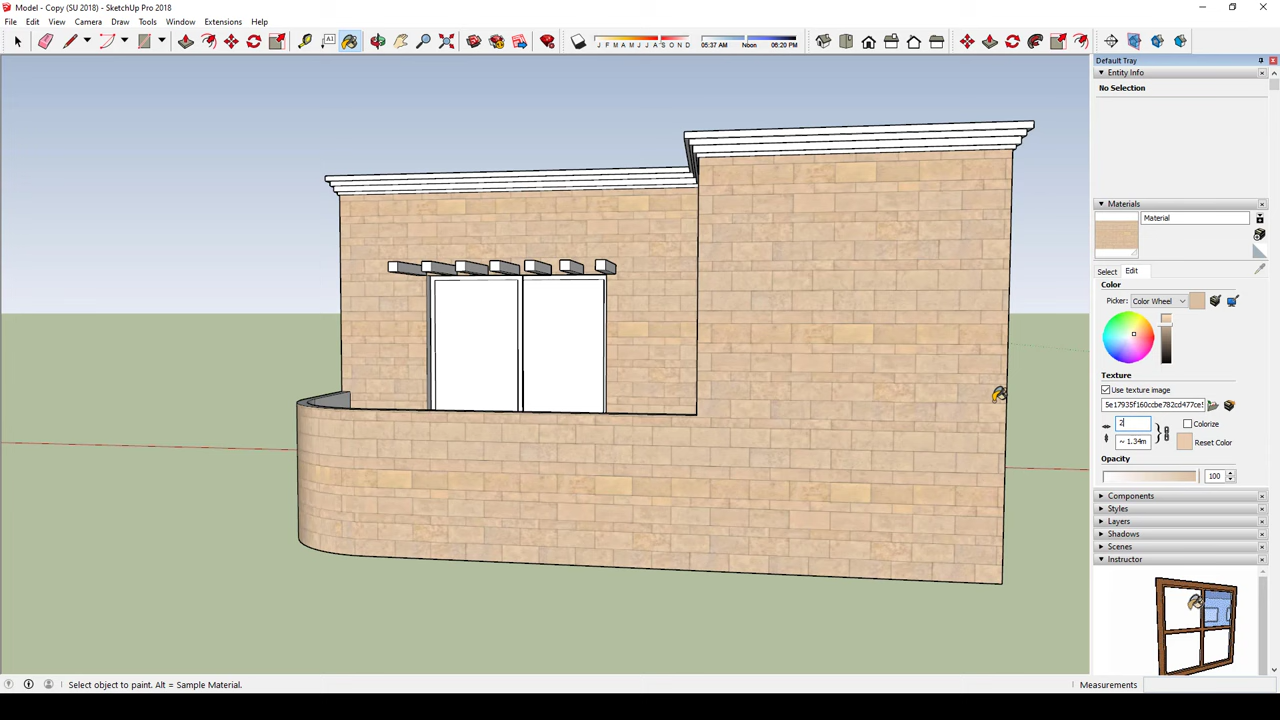 Model - Copy (SU 2018) - SketchUp Pro 2018
File Edit View Camera Draw Tools Window Extensions Help
J F M A M J J A S O N D 05:37 AM Noon 06:20 PM
Default Tray
Entity Info
No Selection
Materials
Material
Select Edit
Color
Picker: Color Wheel
Texture
Use texture image
5e17935f160ccbe782cd477ce!
2 Colorize
~ 1.34m Reset Color
Opacity
100
Components
Styles
Layers
Shadows
Scenes
Instructor
Select object to paint. Alt = Sample Material.
Measurements